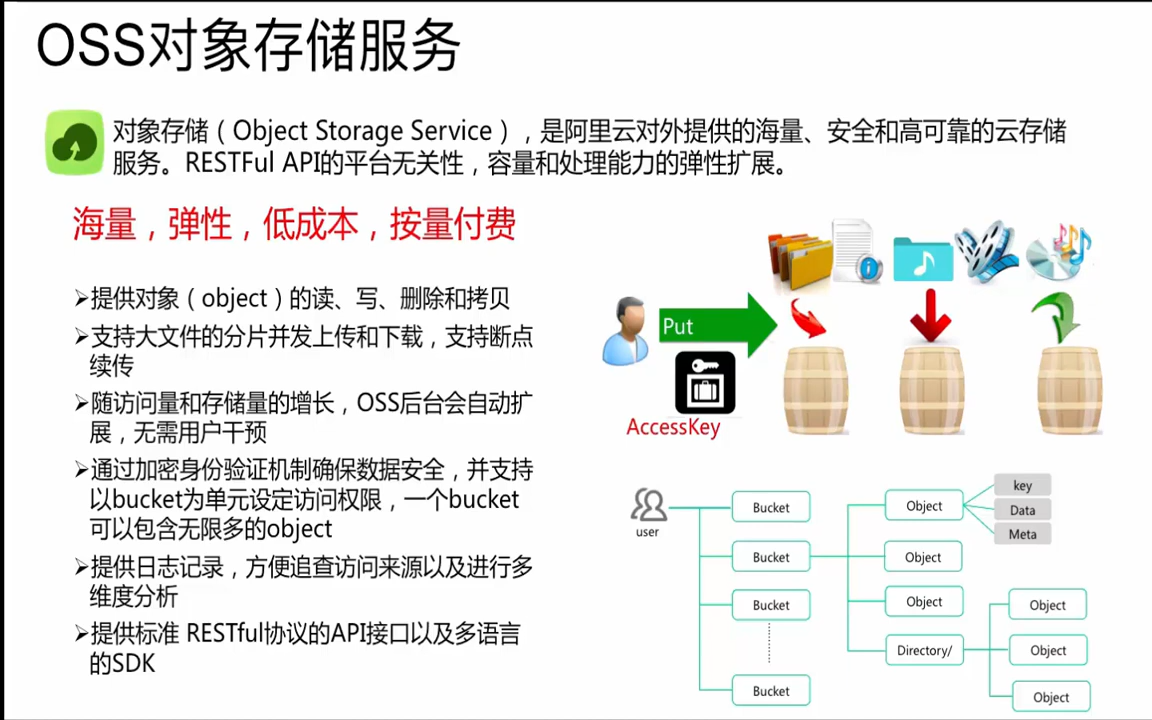 OSS对象存储服务
对象存储（Object Storage Service），是阿里云对外提供的海量、安全和高可靠的云存储
服务。RESTFul API的平台无关性，容量和处理能力的弹性扩展。
海量，弹性，低成本，按量付费
➢提供对象（object）的读、写、删除和拷贝
➢支持大文件的分片并发上传和下载，支持断点
续传
➢随访问量和存储量的增长，OSS后台会自动扩
展，无需用户干预
➢通过加密身份验证机制确保数据安全，并支持
以bucket为单元设定访问权限，一个bucket
可以包含无限多的object
➢提供日志记录，方便追查访问来源以及进行多
维度分析
➢提供标准 RESTful协议的API接口以及多语言
的SDK
Put
AccessKey
user
Bucket
Bucket
Bucket
Bucket
Object
Object
Object
Directory/
key
Data
Meta
Object
Object
Object